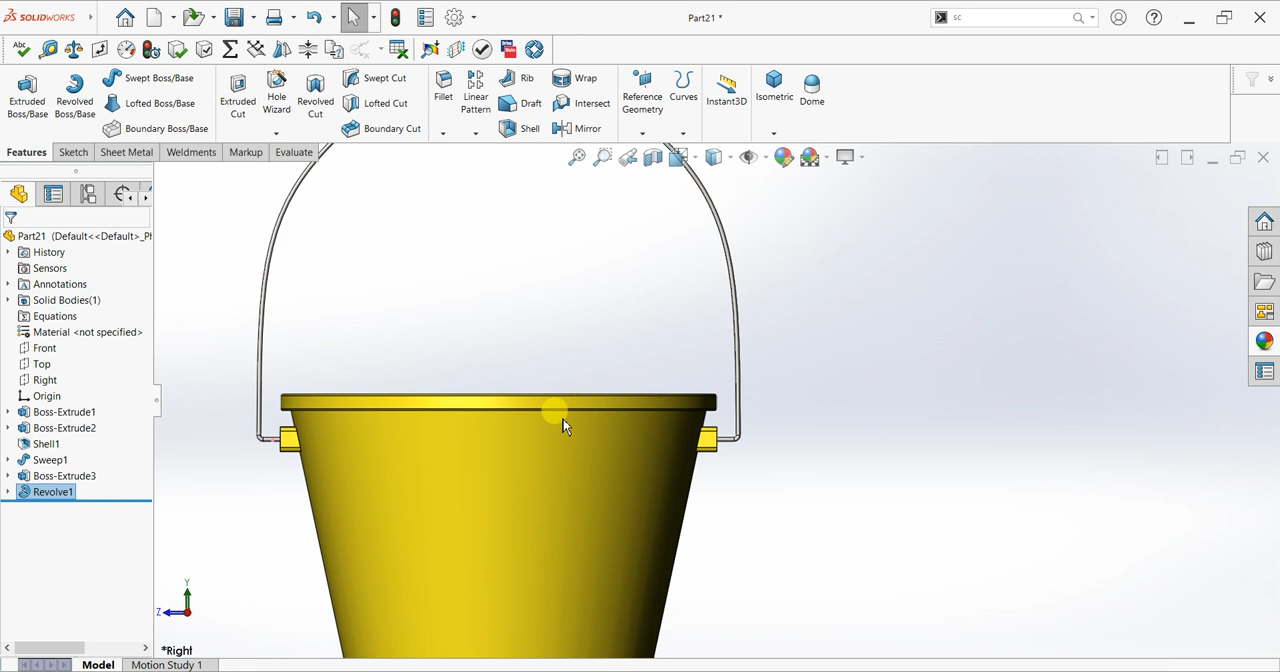 SOLIDWORKS
Part21 *
sc
Extruded Boss/Base
Revolved Boss/Base
Swept Boss/Base
Lofted Boss/Base
Boundary Boss/Base
Extruded Cut
Hole Wizard
Revolved Cut
Swept Cut
Lofted Cut
Boundary Cut
Fillet
Linear Pattern
Rib
Draft
Shell
Wrap
Intersect
Mirror
Reference Geometry
Curves
Instant3D
Isometric
Dome
Features
Sketch
Sheet Metal
Weldments
Markup
Evaluate
Part21 (Default<<Default>_Ph
History
Sensors
Annotations
Solid Bodies(1)
Equations
Material <not specified>
Front
Top
Right
Origin
Boss-Extrude1
Boss-Extrude2
Shell1
Sweep1
Boss-Extrude3
Revolve1
Y
Z
*Right
Model
Motion Study 1